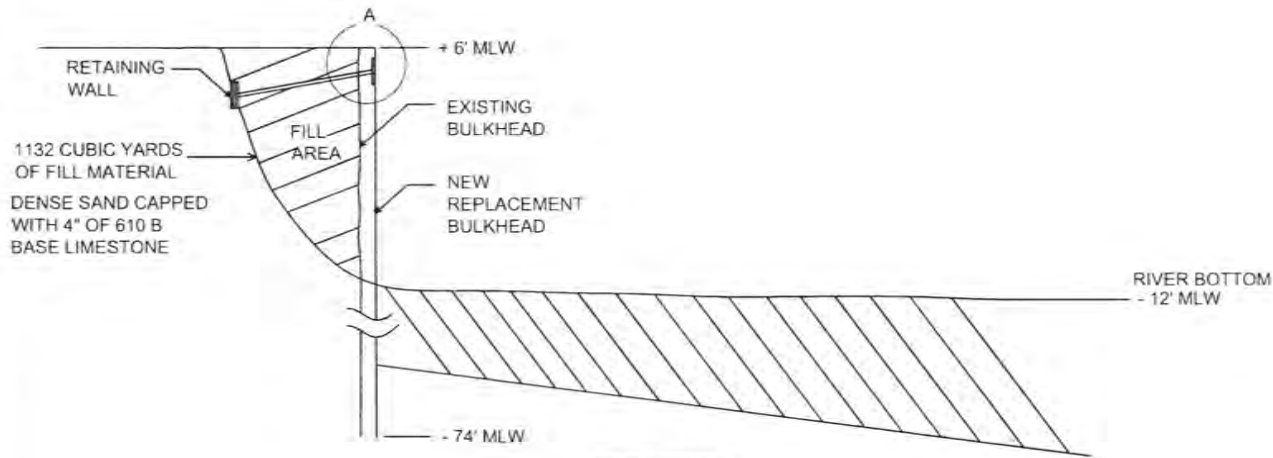 A
+ 6' MLW
RETAINING
WALL
EXISTING
BULKHEAD
FILL
AREA
1132 CUBIC YARDS
OF FILL MATERIAL
DENSE SAND CAPPED
WITH 4" OF 610 B
BASE LIMESTONE
NEW
REPLACEMENT
BULKHEAD
RIVER BOTTOM
- 12' MLW
- 74' MLW